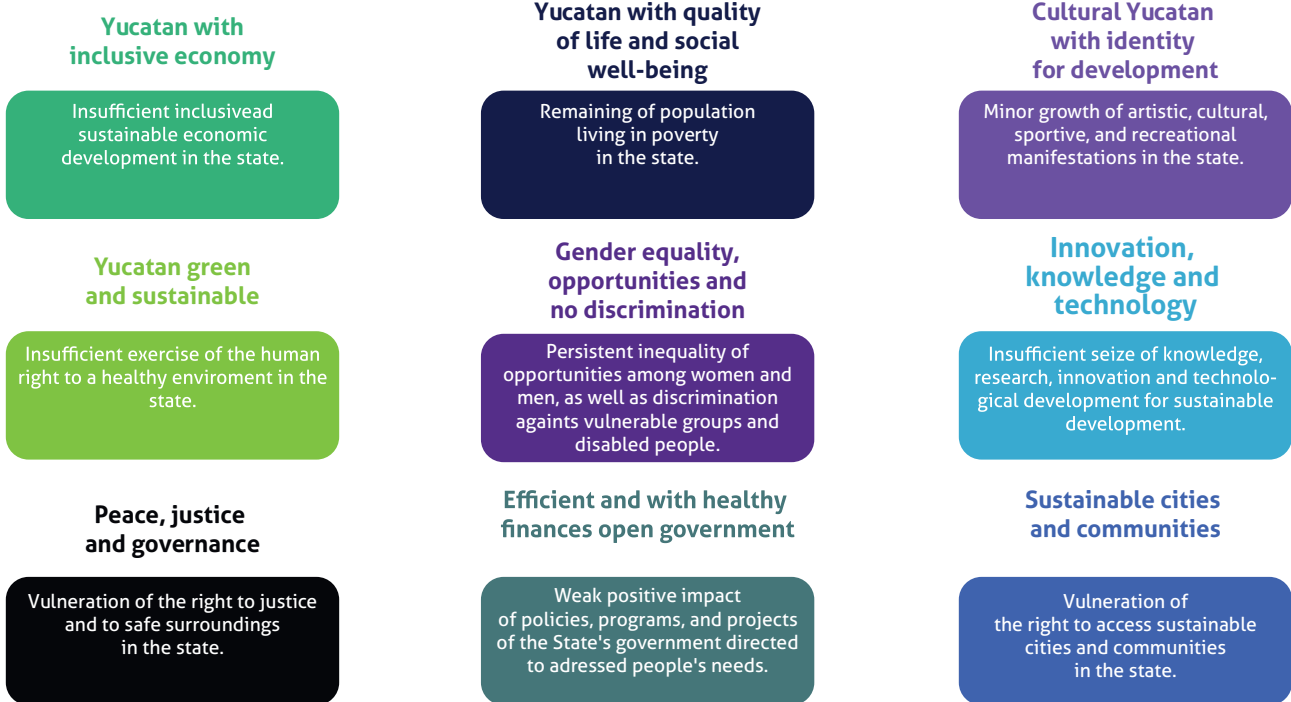 Yucatan with
inclusive economy
Insufficient inclusivead
sustainable economic
development in the state.
Yucatan with quality
of life and social
well-being
Remaining of population
living in poverty
in the state.
Cultural Yucatan
with identity
for development
Minor growth of artistic, cultural,
sportive, and recreational
manifestations in the state.
Yucatan green
and sustainable
Insufficient exercise of the human
right to a healthy enviroment in the
state.
Gender equality,
opportunities and
no discrimination
Persistent inequality of
opportunities among women and
men, as well as discrimination
againts vulnerable groups and
disabled people.
Innovation,
knowledge and
technology
Insufficient seize of knowledge,
research, innovation and technolo-
gical development for sustainable
development.
Peace, justice
and governance
Vulneration of the right to justice
and to safe surroundings
in the state.
Efficient and with healthy
finances open government
Weak positive impact
of policies, programs, and projects
of the State's government directed
to adressed people's needs.
Sustainable cities
and communities
Vulneration of
the right to access sustainable
cities and communities
in the state.